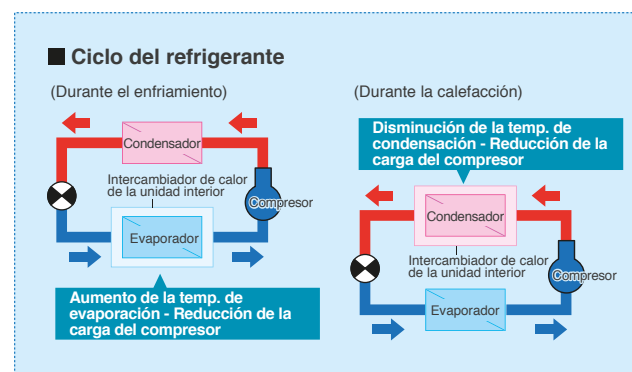 Ciclo del refrigerante
(Durante el enfriamiento)
Condensador
Intercambiador de calor
de la unidad interior
Compresor
Evaporador
Aumento de la temp. de
evaporación - Reducción de la
carga del compresor
(Durante la calefacción)
Disminución de la temp. de
condensación - Reducción de la
carga del compresor
Condensador
Intercambiador de calor
de la unidad interior
Compresor
Evaporador